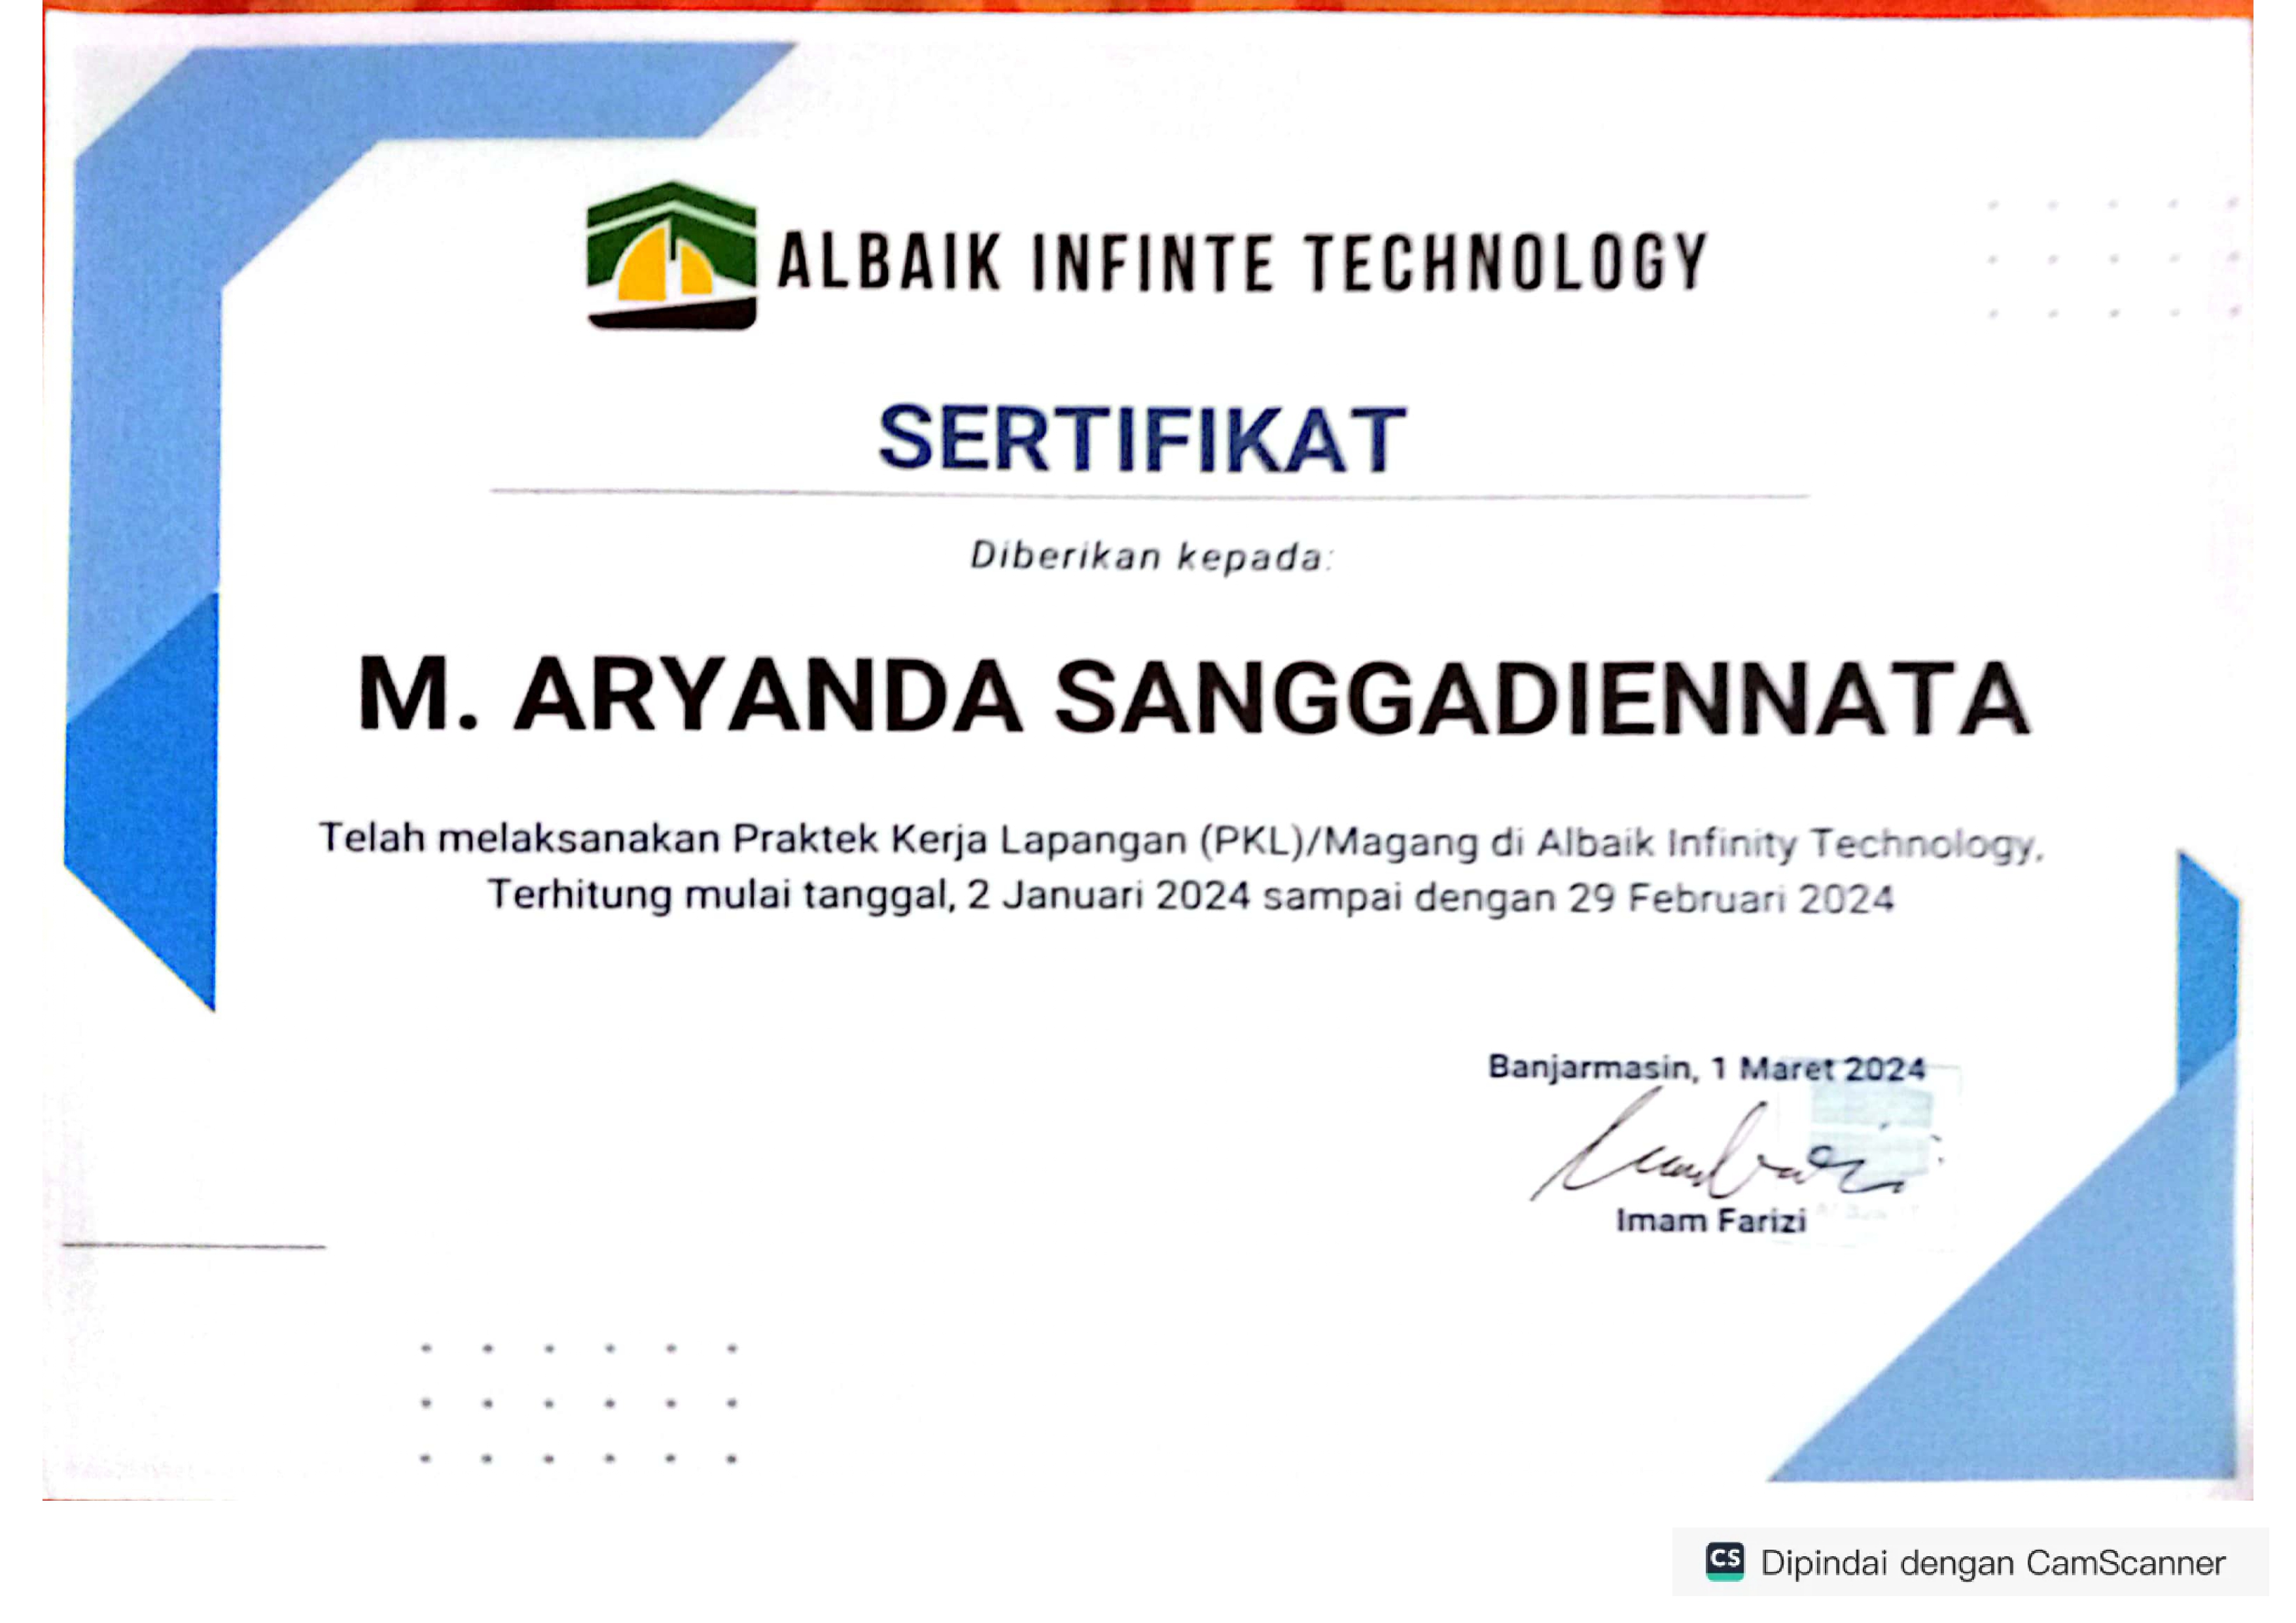 ALBAIK INFINTE TECHNOLOGY
SERTIFIKAT
Diberikan kepada:
M. ARYANDA SANGGADIENNATA
Telah melaksanakan Praktek Kerja Lapangan (PKL)/Magang di Albaik Infinity Technology,
Terhitung mulai tanggal, 2 Januari 2024 sampai dengan 29 Februari 2024
Banjarmasin, 1 Maret 2024
Imam Farizi
CS Dipindai dengan CamScanner